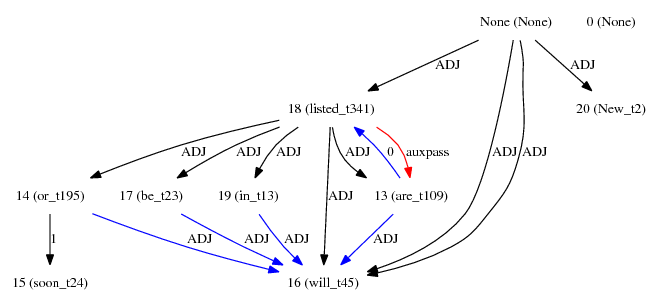 None (None) 0 (None)
ADJ ADJ
18 (listed_t341) 20 (New_t2)
ADJ ADJ ADJ ADJ 0 auxpass ADJ ADJ
14 (or_t195) 17 (be_t23) 19 (in_t13) ADJ 13 (are_t109)
1 ADJ ADJ ADJ ADJ
15 (soon_t24) 16 (will_t45)